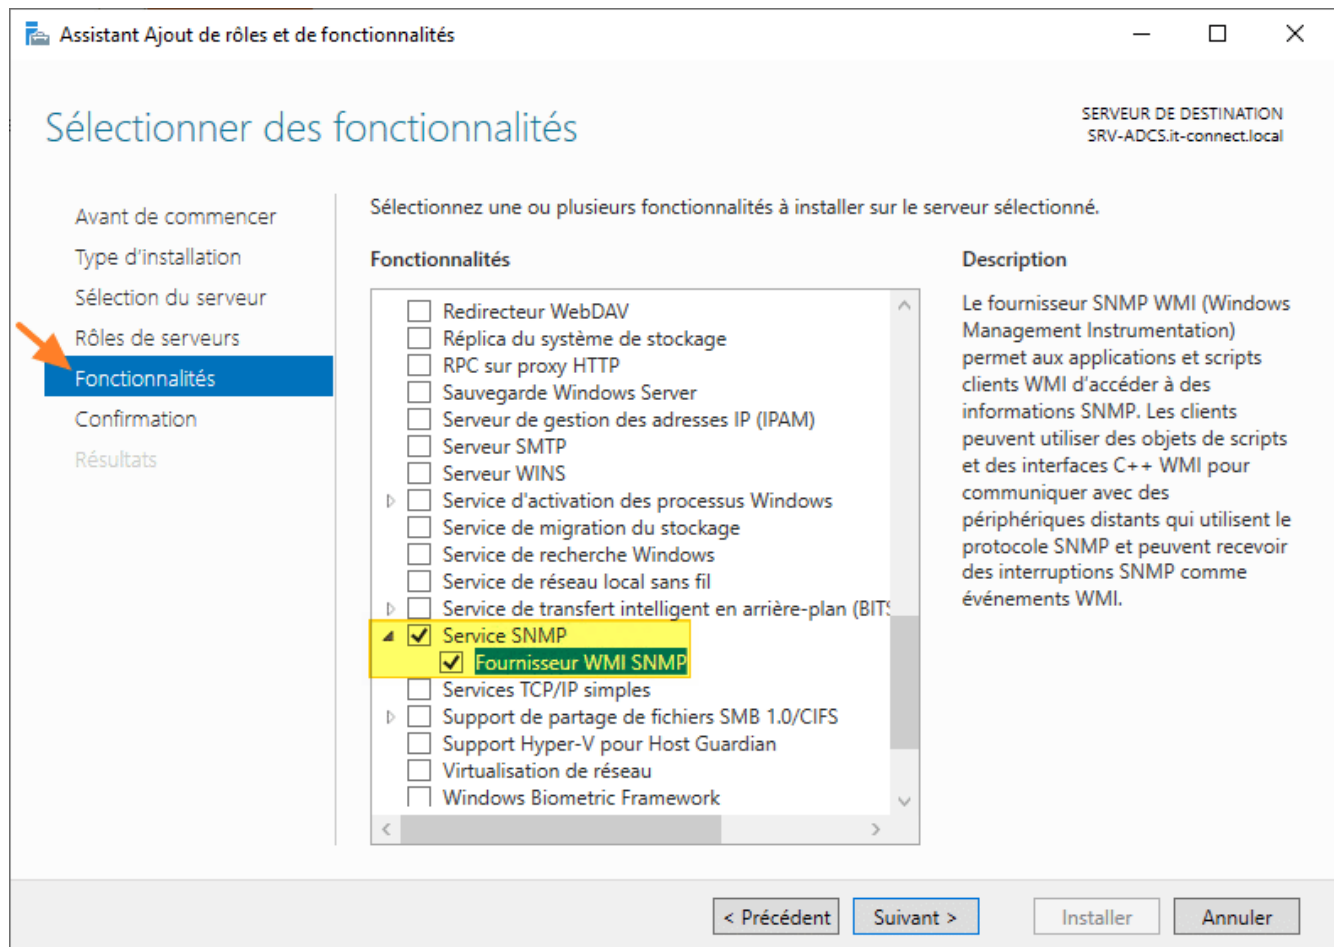 Assistant Ajout de rôles et de fonctionnalités
Sélectionner des fonctionnalités
SERVEUR DE DESTINATION
SRV-ADCS.it-connect.local
Avant de commencer
Type d'installation
Sélection du serveur
Rôles de serveurs
Fonctionnalités
Confirmation
Résultats
Sélectionnez une ou plusieurs fonctionnalités à installer sur le serveur sélectionné.
Fonctionnalités
Redirecteur WebDAV
Réplica du système de stockage
RPC sur proxy HTTP
Sauvegarde Windows Server
Serveur de gestion des adresses IP (IPAM)
Serveur SMTP
Serveur WINS
Service d'activation des processus Windows
Service de migration du stockage
Service de recherche Windows
Service de réseau local sans fil
Service de transfert intelligent en arrière-plan (BITS
Service SNMP
Fournisseur WMI SNMP
Services TCP/IP simples
Support de partage de fichiers SMB 1.0/CIFS
Support Hyper-V pour Host Guardian
Virtualisation de réseau
Windows Biometric Framework
Description
Le fournisseur SNMP WMI (Windows
Management Instrumentation)
permet aux applications et scripts
clients WMI d'accéder à des
informations SNMP. Les clients
peuvent utiliser des objets de scripts
et des interfaces C++ WMI pour
communiquer avec des
périphériques distants qui utilisent le
protocole SNMP et peuvent recevoir
des interruptions SNMP comme
événements WMI.
< Précédent
Suivant >
Installer
Annuler